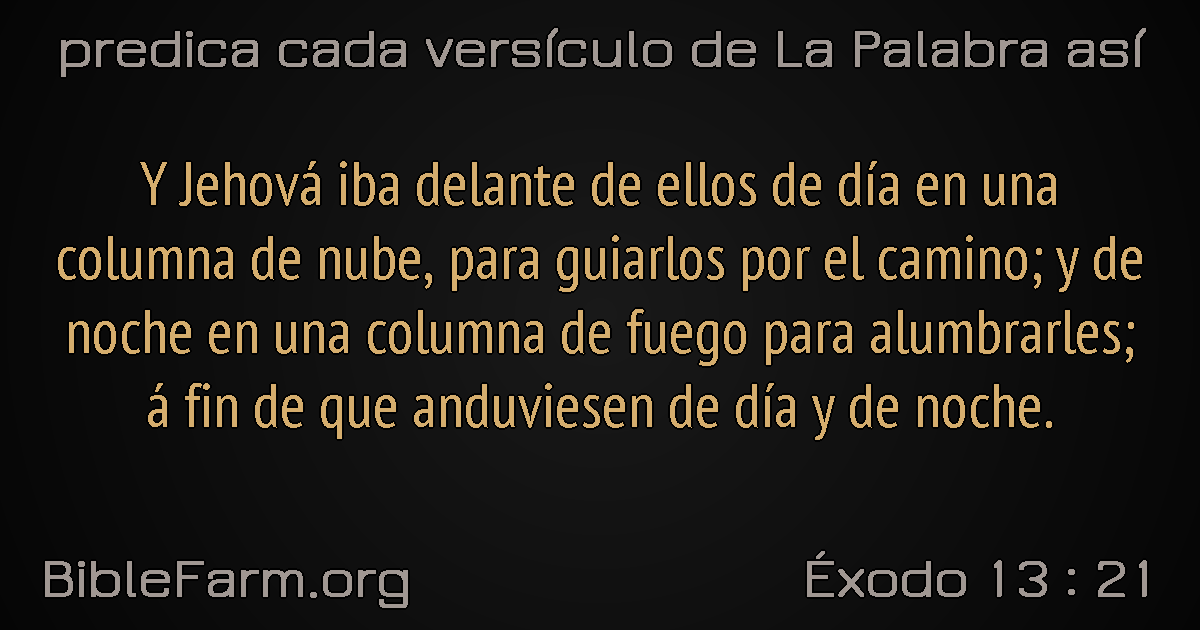 predica cada versículo de La Palabra así
Y Jehová iba delante de ellos de día en una
columna de nube, para guiarlos por el camino; y de
noche en una columna de fuego para alumbrarles;
á fin de que anduviesen de día y de noche.
BibleFarm.org
Éxodo 13 : 21